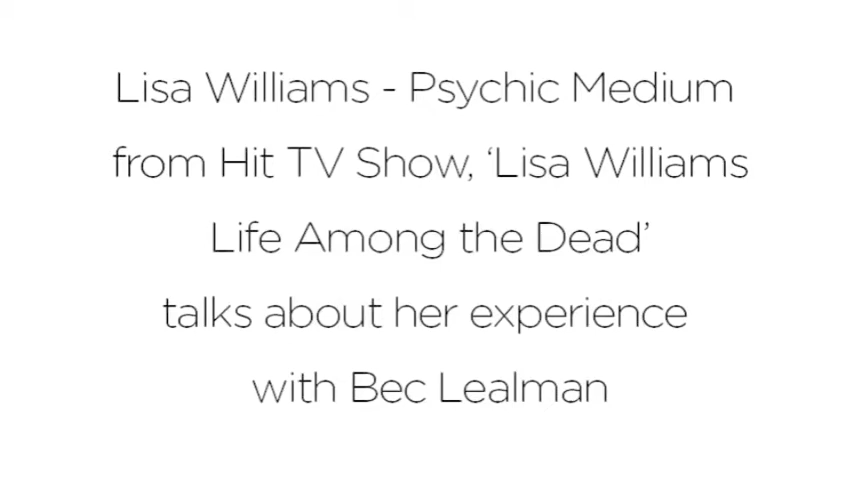 Lisa Williams - Psychic Medium
from Hit TV Show, ‘Lisa Williams
Life Among the Dead’
talks about her experience
with Bec Lealman